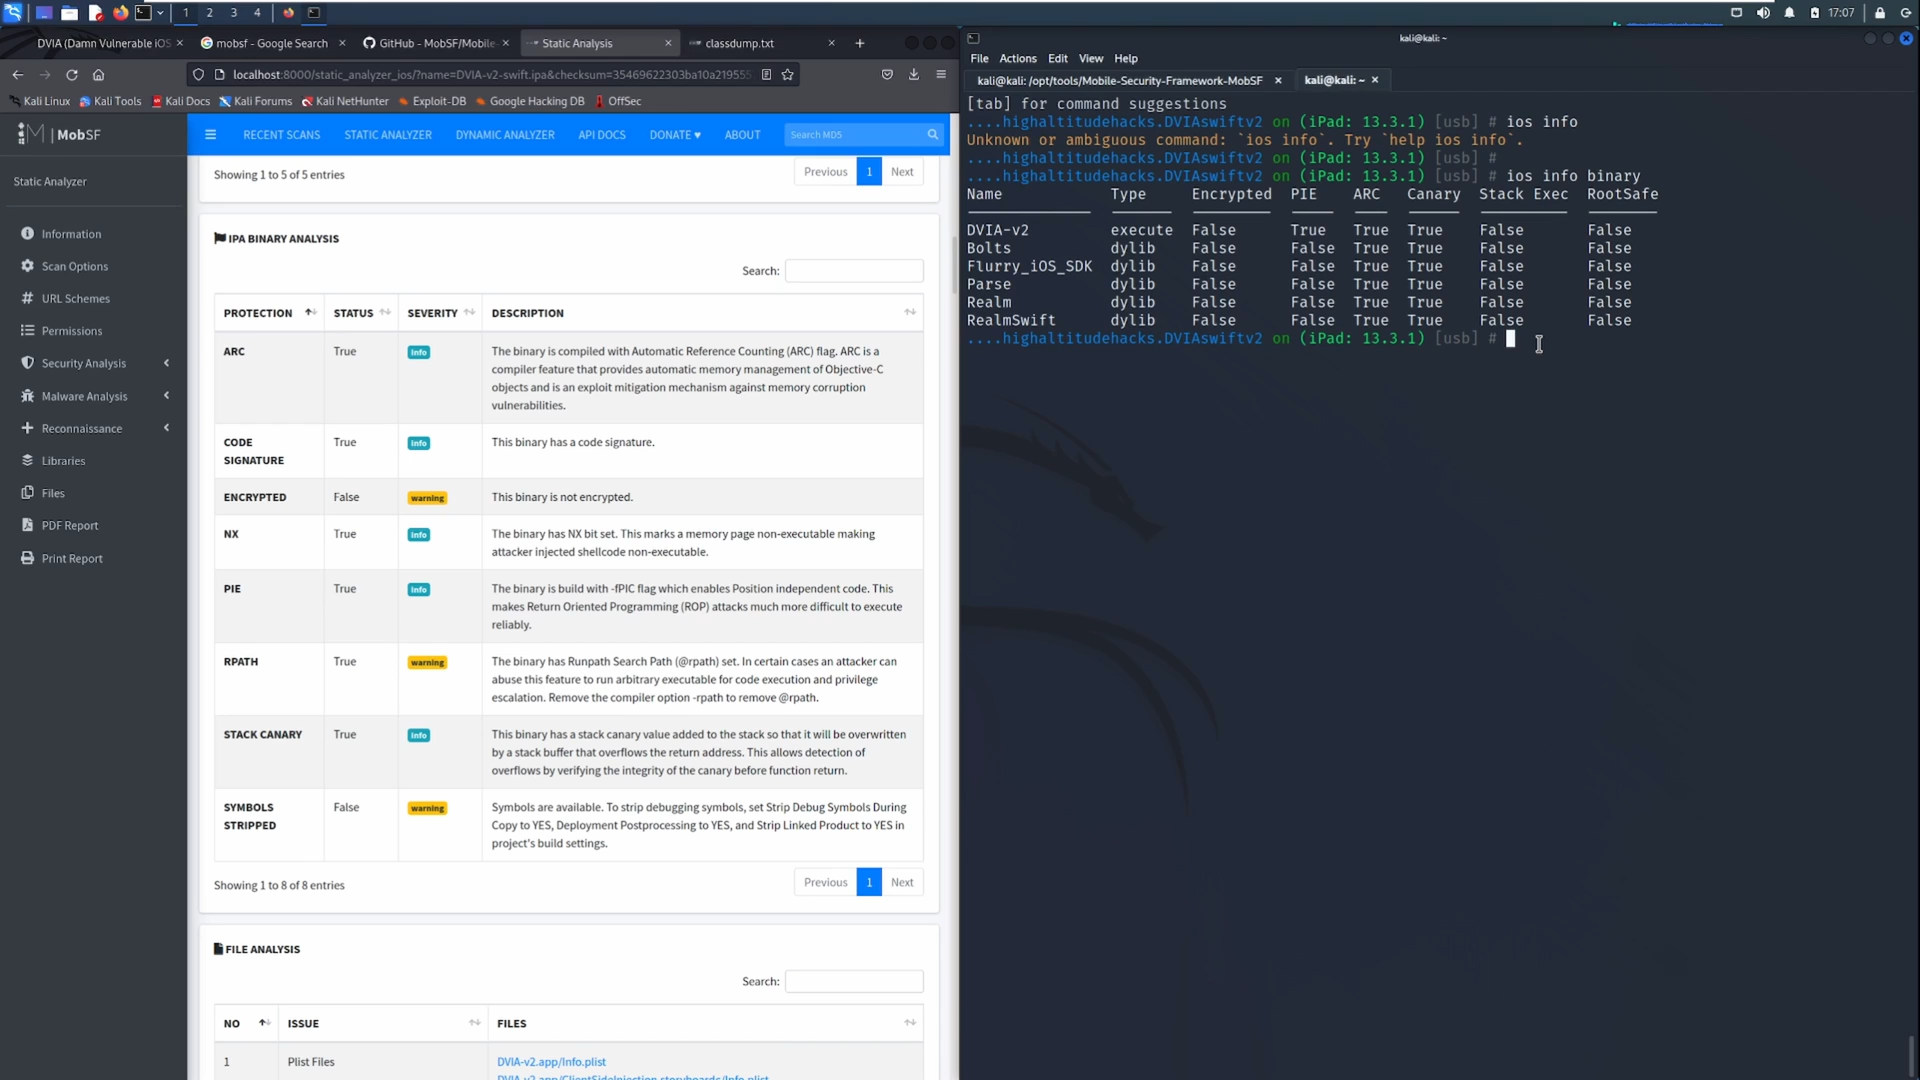 1 2 3 4
17:07
DVIA (Damn Vulnerable iOS
mobsf - Google Search
GitHub - MobSF/Mobile-
Static Analysis
classdump.txt
localhost:8000/static_analyzer_ios/?name=DVIA-v2-swift.ipa&checksum=35469622303ba10a219555
Kali Linux Kali Tools Kali Docs Kali Forums Kali NetHunter Exploit-DB Google Hacking DB OffSec
MobSF
RECENT SCANS STATIC ANALYZER DYNAMIC ANALYZER API DOCS DONATE ♥ ABOUT Search MD5
Static Analyzer
Information
Scan Options
URL Schemes
Permissions
Security Analysis
Malware Analysis
Reconnaissance
Libraries
Files
PDF Report
Print Report
Showing 1 to 5 of 5 entries
Previous 1 Next
IPA BINARY ANALYSIS
Search:
PROTECTION STATUS SEVERITY DESCRIPTION
ARC True info The binary is compiled with Automatic Reference Counting (ARC) flag. ARC is a
compiler feature that provides automatic memory management of Objective-C
objects and is an exploit mitigation mechanism against memory corruption
vulnerabilities.
CODE True info This binary has a code signature.
SIGNATURE
ENCRYPTED False warning This binary is not encrypted.
NX True info The binary has NX bit set. This marks a memory page non-executable making
attacker injected shellcode non-executable.
PIE True info The binary is build with -fPIC flag which enables Position independent code. This
makes Return Oriented Programming (ROP) attacks much more difficult to execute
reliably.
RPATH True warning The binary has Runpath Search Path (@rpath) set. In certain cases an attacker can
abuse this feature to run arbitrary executable for code execution and privilege
escalation. Remove the compiler option -rpath to remove @rpath.
STACK CANARY True info This binary has a stack canary value added to the stack so that it will be overwritten
by a stack buffer that overflows the return address. This allows detection of
overflows by verifying the integrity of the canary before function return.
SYMBOLS False warning Symbols are available. To strip debugging symbols, set Strip Debug Symbols During
STRIPPED Copy to YES, Deployment Postprocessing to YES, and Strip Linked Product to YES in
project's build settings.
Showing 1 to 8 of 8 entries
Previous 1 Next
FILE ANALYSIS
Search:
NO ISSUE FILES
1 Plist Files DVIA-v2.app/Info.plist
DVIA-v2.app/ClientSideInjection.storyboardc/Info.plist
kali@kali: ~
File Actions Edit View Help
kali@kali: /opt/tools/Mobile-Security-Framework-MobSF
kali@kali: ~
[tab] for command suggestions
....highaltitudehacks.DVIAswiftv2 on (iPad: 13.3.1) [usb] # ios info
Unknown or ambiguous command: `ios info`. Try `help ios info`.
....highaltitudehacks.DVIAswiftv2 on (iPad: 13.3.1) [usb] #
....highaltitudehacks.DVIAswiftv2 on (iPad: 13.3.1) [usb] # ios info binary
Name Type Encrypted PIE ARC Canary Stack Exec RootSafe
DVIA-v2 execute False True True True False False
Bolts dylib False False True True False False
Flurry_iOS_SDK dylib False False True True False False
Parse dylib False False True True False False
Realm dylib False False True True False False
RealmSwift dylib False False True True False False
....highaltitudehacks.DVIAswiftv2 on (iPad: 13.3.1) [usb] #